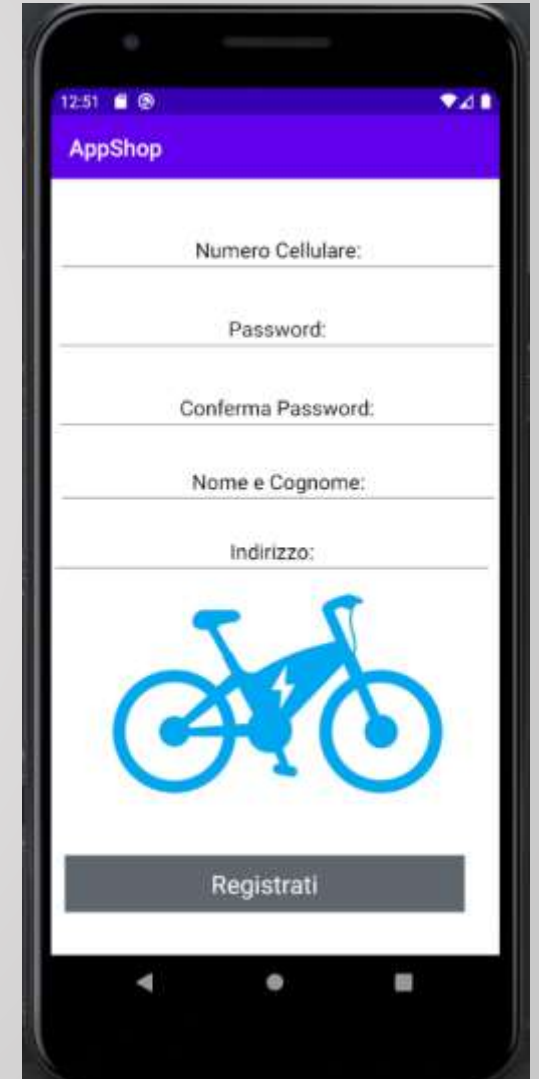 12:51
AppShop
Numero Cellulare:
Password:
Conferma Password:
Nome e Cognome:
Indirizzo:
Registrati